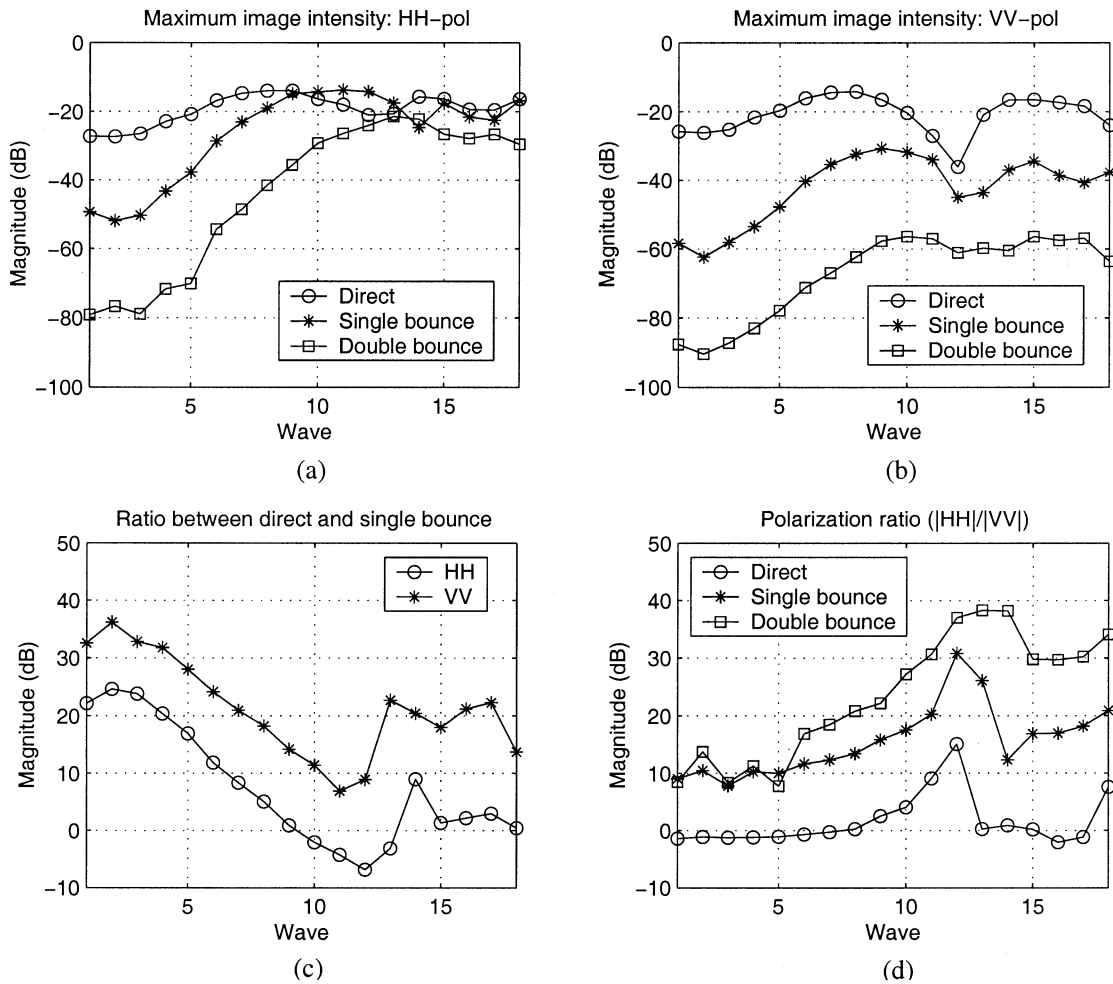 Maximum image intensity: HH−pol
0
−20
−40
−60
−80
−100
Magnitude (dB)
5
10
15
Wave
Direct
Single bounce
Double bounce
(a)
Maximum image intensity: VV−pol
0
−20
−40
−60
−80
−100
Magnitude (dB)
5
10
15
Wave
Direct
Single bounce
Double bounce
(b)
Ratio between direct and single bounce
50
40
30
20
10
0
−10
Magnitude (dB)
5
10
15
Wave
HH
VV
(c)
Polarization ratio (|HH|/|VV|)
50
40
30
20
10
0
−10
Magnitude (dB)
5
10
15
Wave
Direct
Single bounce
Double bounce
(d)